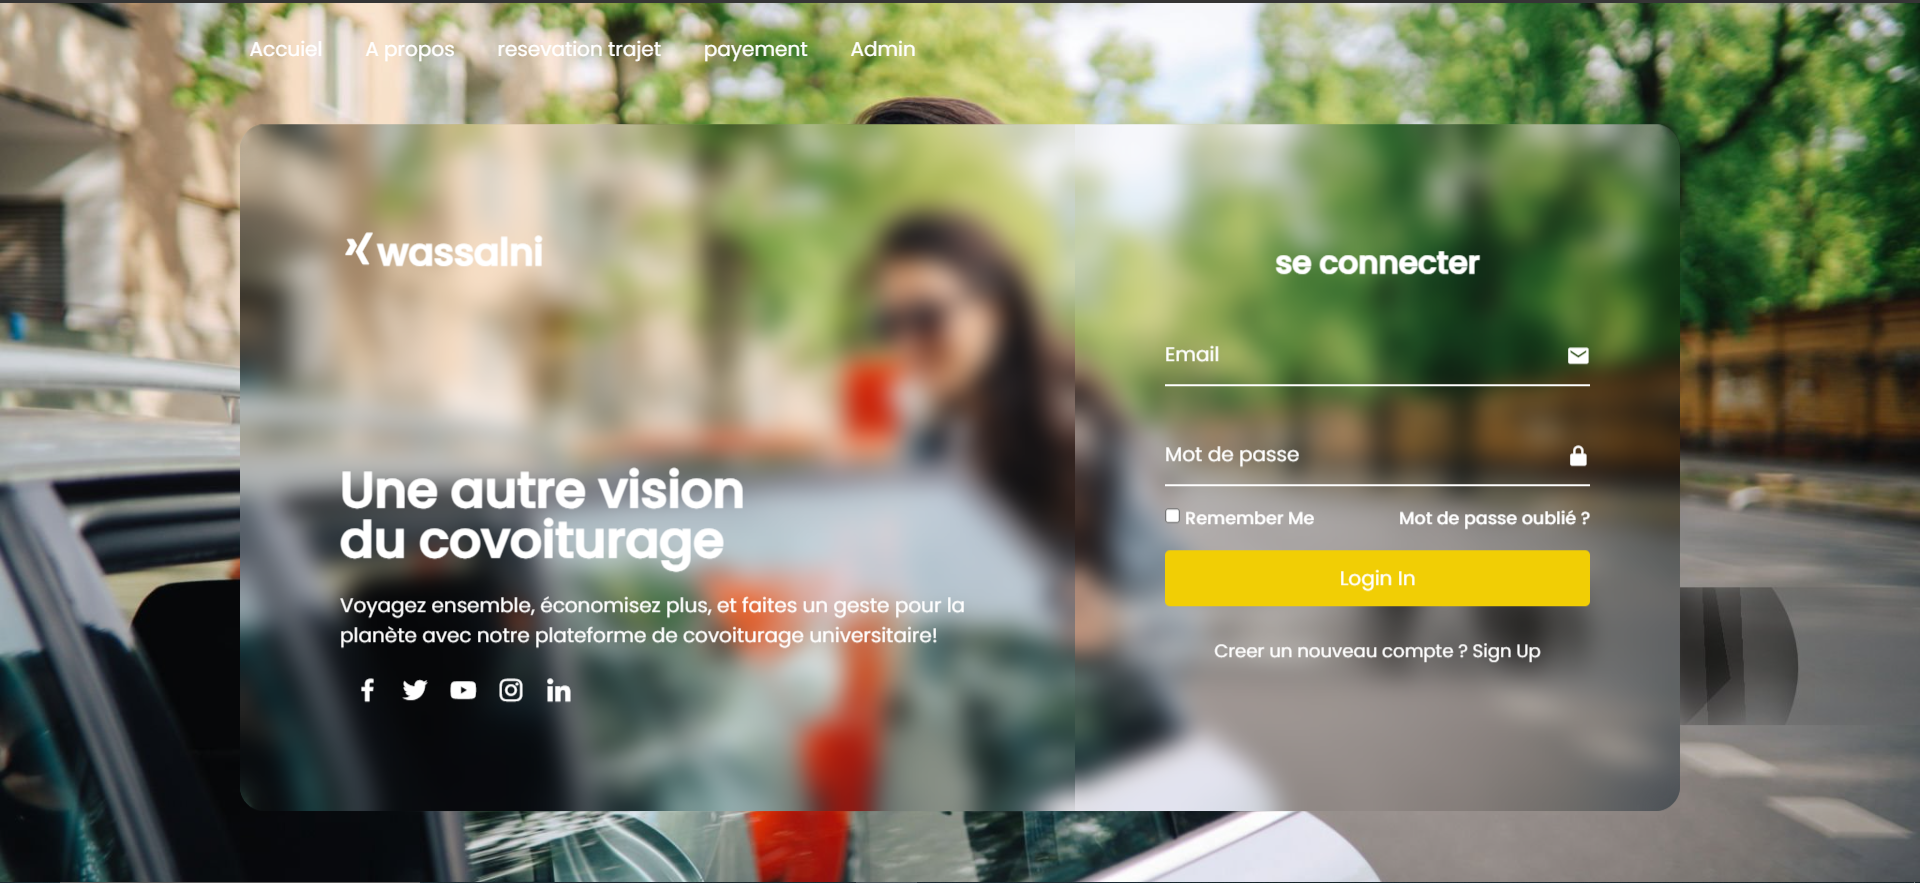 Accuiel A propos resevation trajet payement Admin
wassalni
Une autre vision
du covoiturage
Voyagez ensemble, économisez plus, et faites un geste pour la
planète avec notre plateforme de covoiturage universitaire!
se connecter
Email
Mot de passe
Remember Me Mot de passe oublié ?
Login In
Creer un nouveau compte ? Sign Up